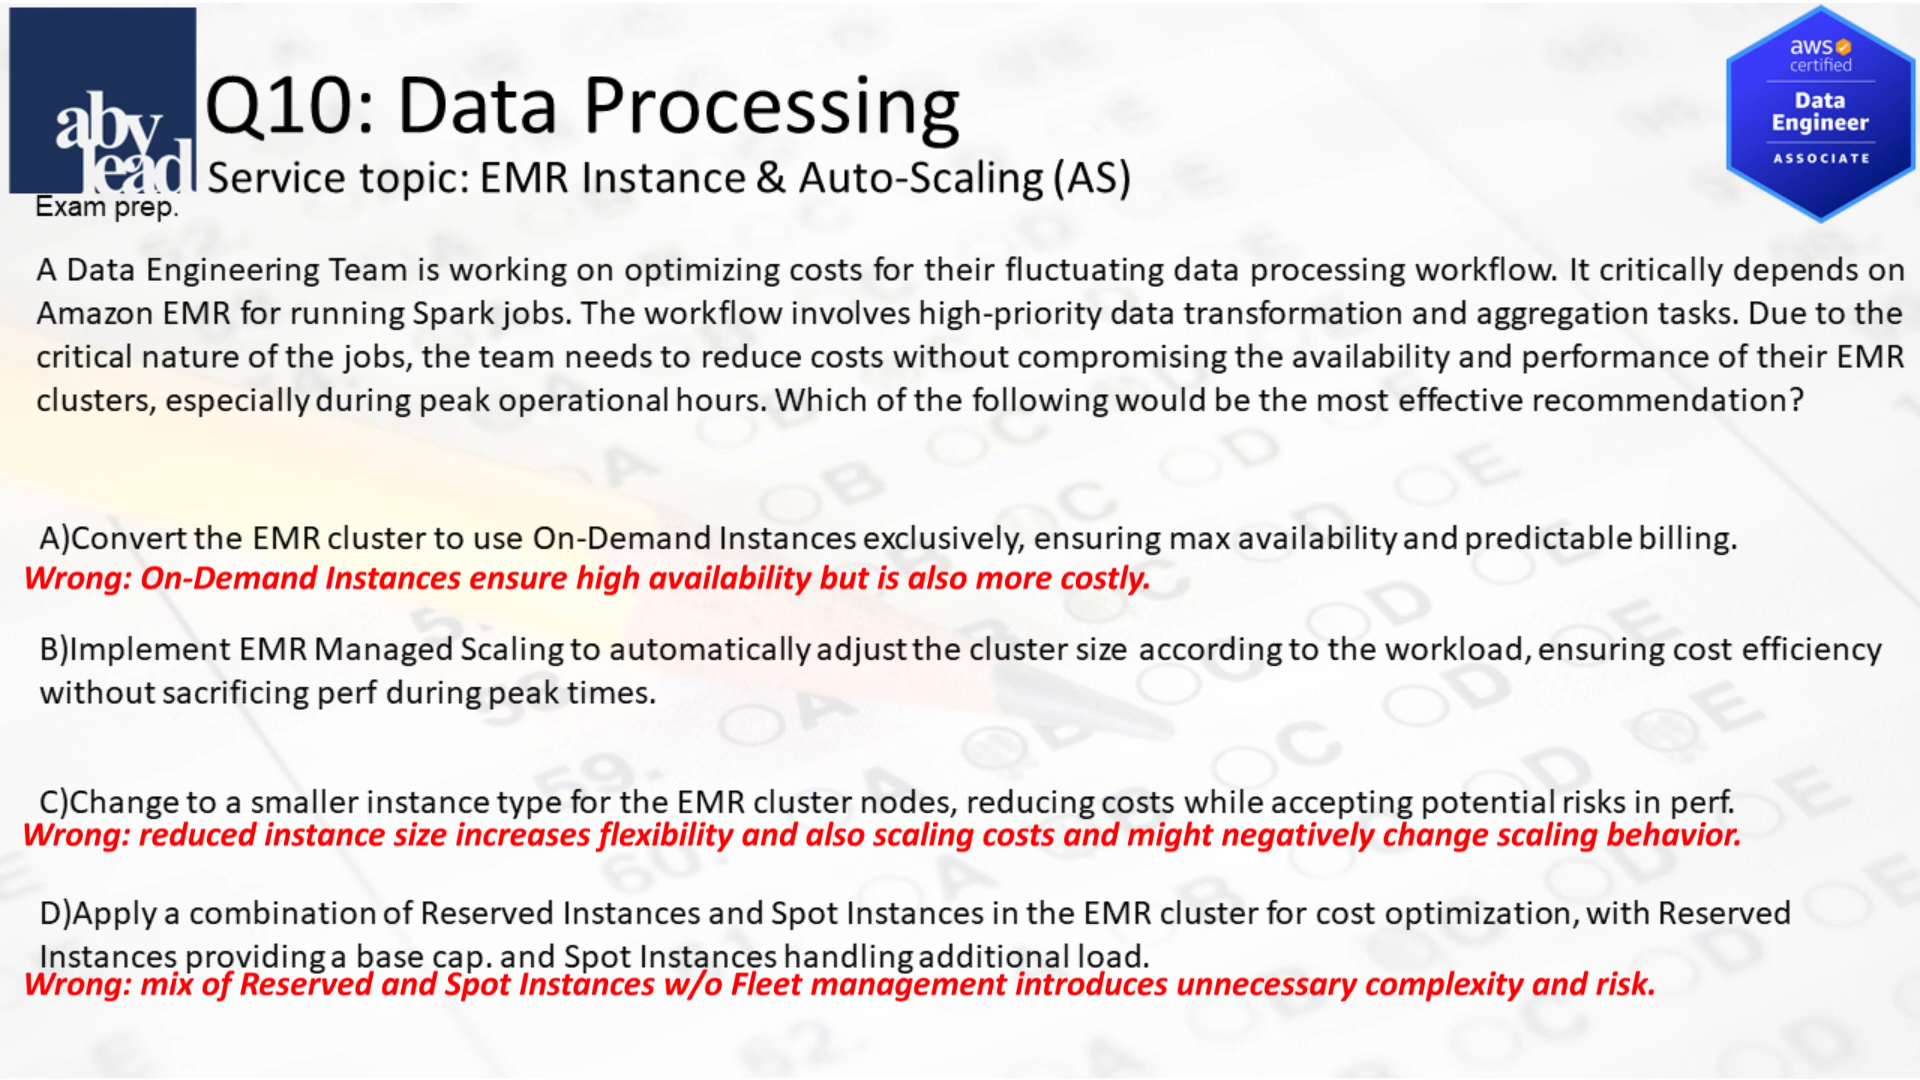 aby
lead
Exam prep.
Q10: Data Processing
Service topic: EMR Instance & Auto-Scaling (AS)
aws
certified
Data
Engineer
ASSOCIATE
A Data Engineering Team is working on optimizing costs for their fluctuating data processing workflow. It critically depends on
Amazon EMR for running Spark jobs. The workflow involves high-priority data transformation and aggregation tasks. Due to the
critical nature of the jobs, the team needs to reduce costs without compromising the availability and performance of their EMR
clusters, especially during peak operational hours. Which of the following would be the most effective recommendation?
A)Convert the EMR cluster to use On-Demand Instances exclusively, ensuring max availability and predictable billing.
Wrong: On-Demand Instances ensure high availability but is also more costly.
B)Implement EMR Managed Scaling to automatically adjust the cluster size according to the workload, ensuring cost efficiency
without sacrificing perf during peak times.
C)Change to a smaller instance type for the EMR cluster nodes, reducing costs while accepting potential risks in perf.
Wrong: reduced instance size increases flexibility and also scaling costs and might negatively change scaling behavior.
D)Apply a combination of Reserved Instances and Spot Instances in the EMR cluster for cost optimization, with Reserved
Instances providing a base cap. and Spot Instances handling additional load.
Wrong: mix of Reserved and Spot Instances w/o Fleet management introduces unnecessary complexity and risk.